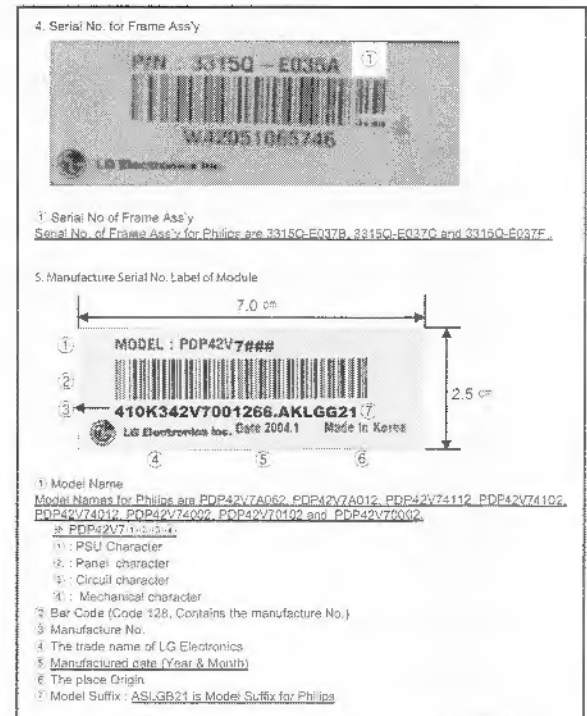 4. Serial No. for Frame Ass'y
P/N : 3315Q - E035A ①
W42051065746
LG Electronics Inc.
① Serial No of Frame Ass'y
Serial No. of Frame Ass'y for Philips are 3315Q-E037B, 3315Q-E037C and 3315Q-E037F.
5. Manufacture Serial No. Label of Module
7.0 cm
① MODEL : PDP42V7###
②
2.5 cm
③ 410K342V7001266.AKLGG21 ⑦
LG Electronics Inc. Date 2004.1 Made in Korea
④ ⑤ ⑥
① Model Name
Model Names for Philips are PDP42V7A062, PDP42V7A012, PDP42V74112, PDP42V74102,
PDP42V74012, PDP42V74002, PDP42V70102 and PDP42V70002.
※ PDP42V7①②③④
① : PSU Character
② : Panel character
③ : Circuit character
④ : Mechanical character
② Bar Code (Code 128, Contains the manufacture No.)
③ Manufacture No.
④ The trade name of LG Electronics
⑤ Manufactured date (Year & Month)
⑥ The place Origin
⑦ Model Suffix : ASLGB21 is Model Suffix for Philips